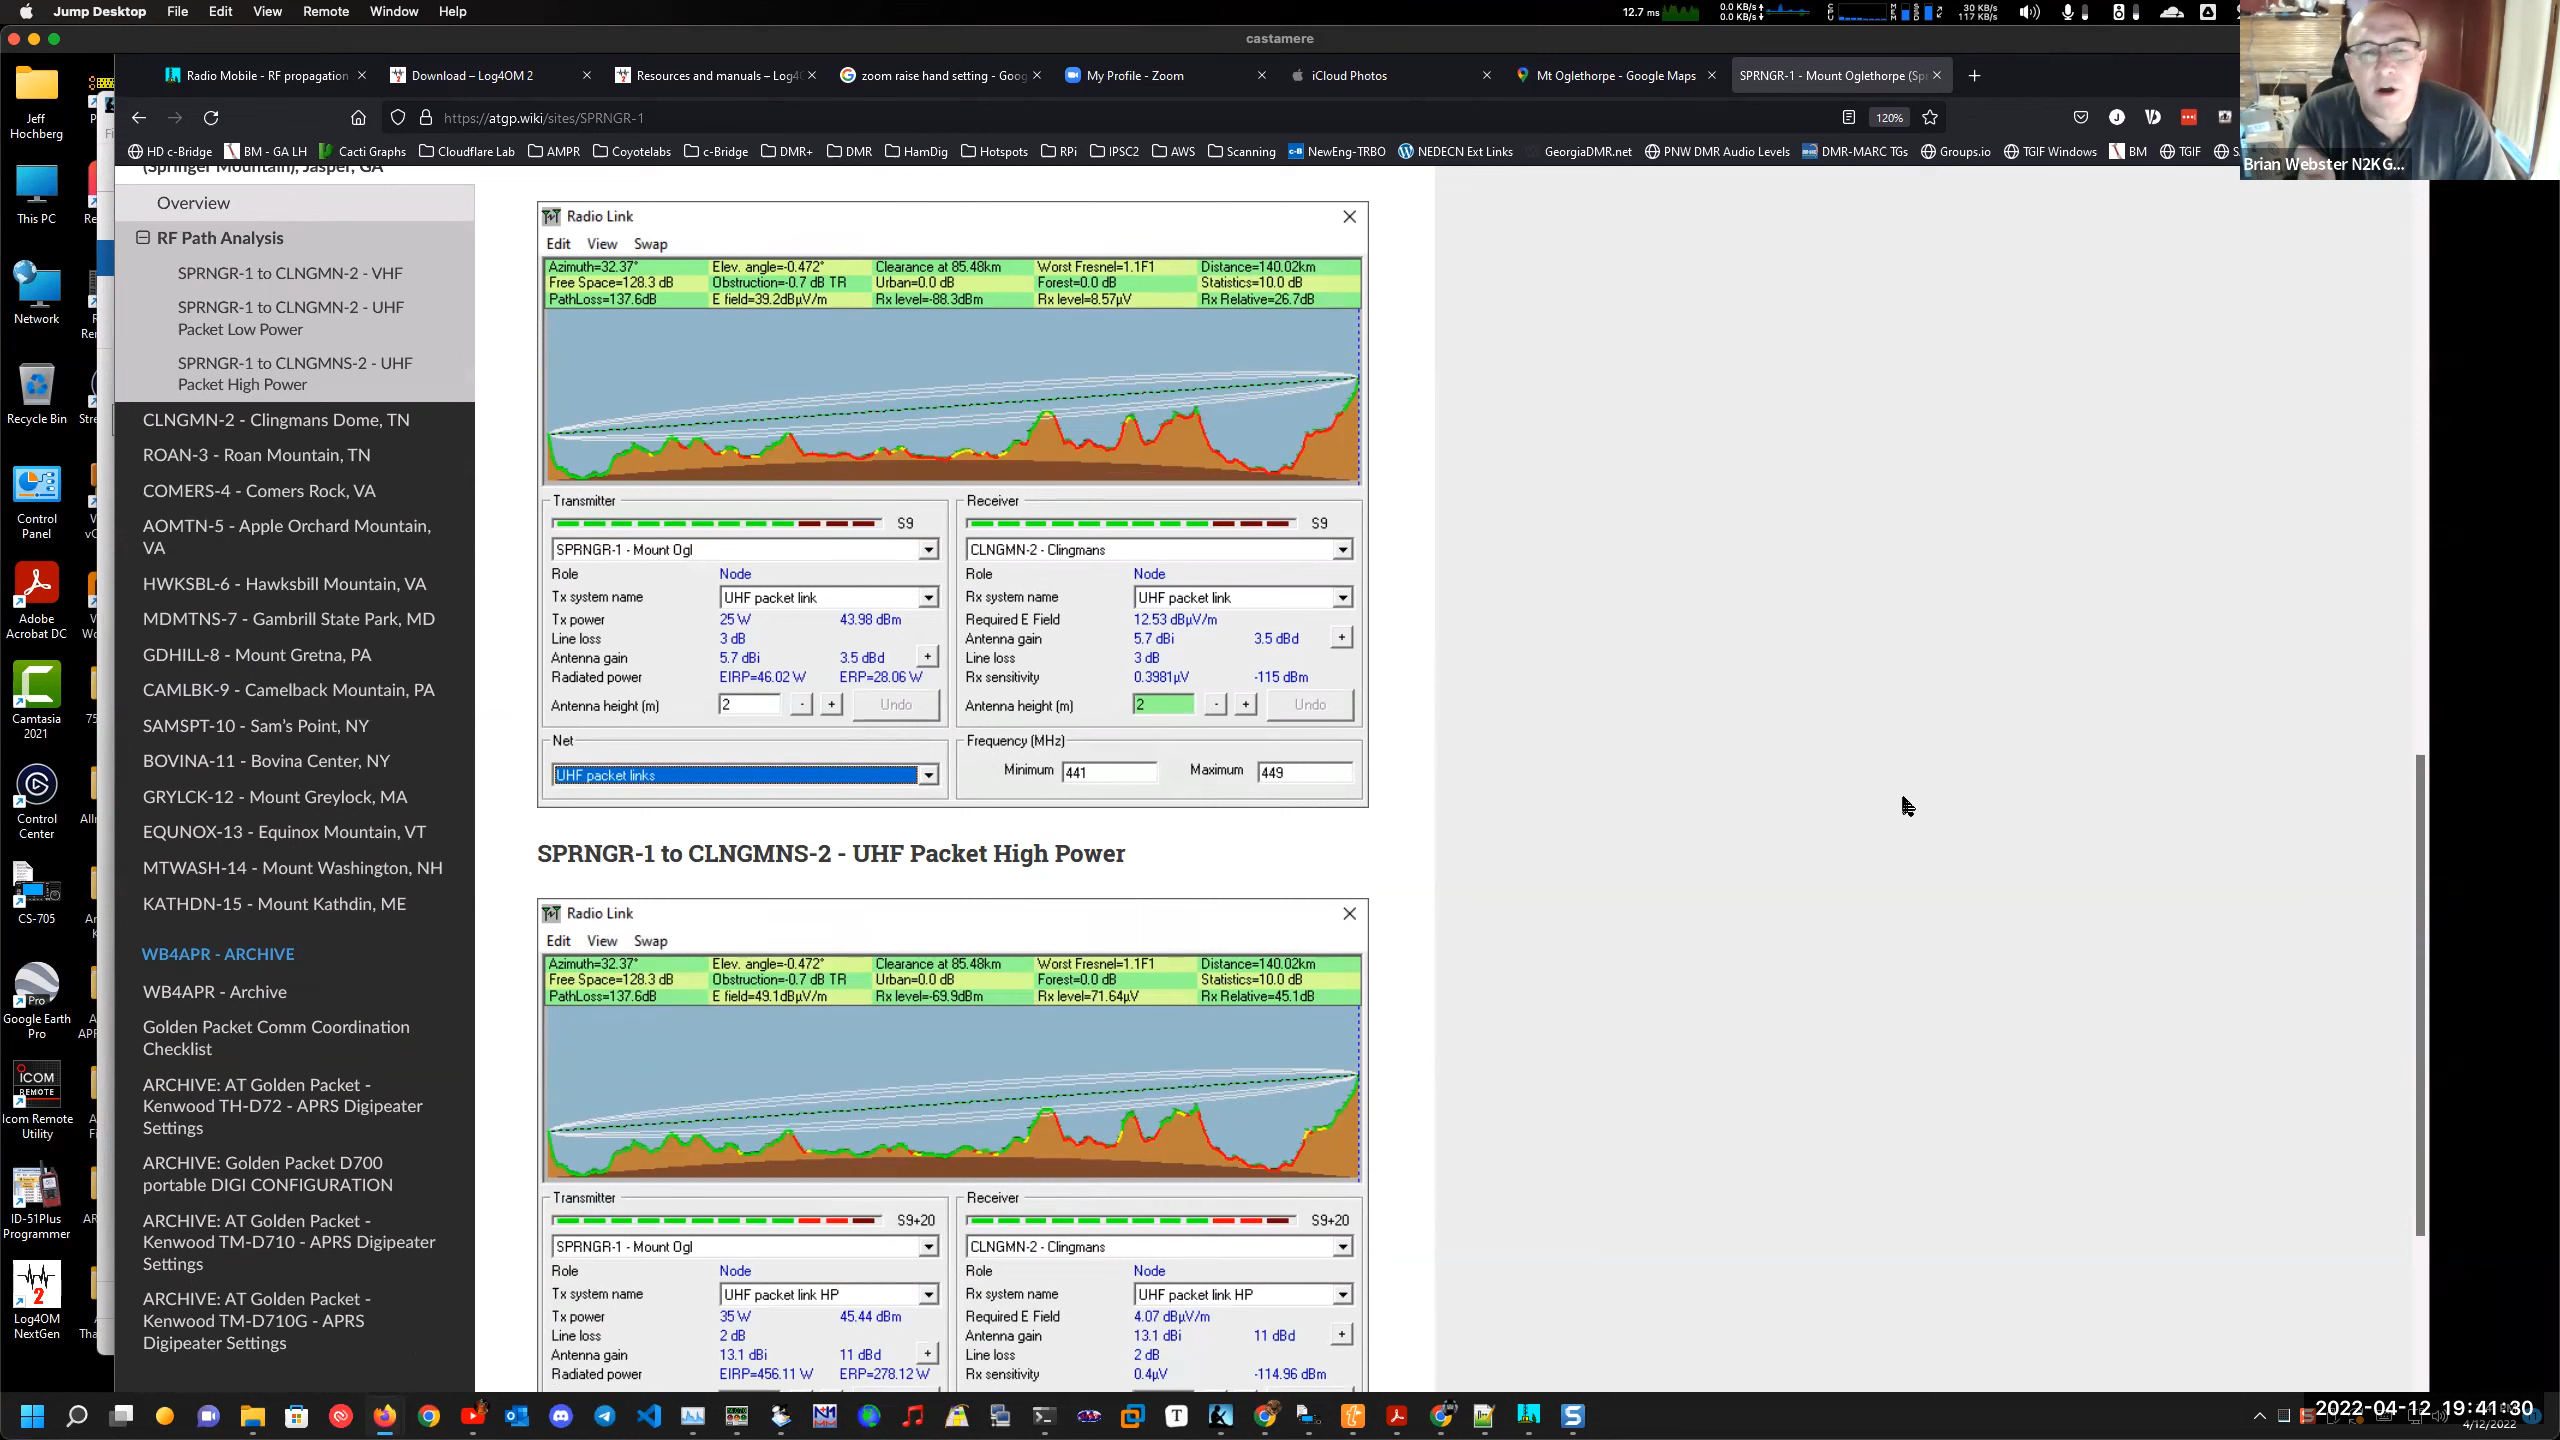 Jump Desktop File Edit View Remote Window Help
12.7 ms 0.0 KB/s 0.0 KB/s 30 KB/s 117 KB/s
castamere
Radio Mobile - RF propagation
Download – Log4OM 2
Resources and manuals – Log4
zoom raise hand setting - Goog
My Profile - Zoom
iCloud Photos
Mt Oglethorpe - Google Maps
SPRNGR-1 - Mount Oglethorpe (Spr
https://atgp.wiki/sites/SPRNGR-1
120%
HD c-Bridge BM - GA LH Cacti Graphs Cloudflare Lab AMPR Coyotelabs c-Bridge DMR+ DMR HamDig Hotspots RPi IPSC2 AWS Scanning NewEng-TRBO NEDECN Ext Links GeorgiaDMR.net PNW DMR Audio Levels DMR-MARC TGs Groups.io TGIF Windows BM TGIF
Brian Webster N2KG...
Jeff Hochberg
This PC
Network
Recycle Bin
Control Panel
Adobe Acrobat DC
Camtasia 2021
Control Center
CS-705
Google Earth Pro
Icom Remote Utility
ID-51Plus Programmer
Log4OM NextGen
(Springer Mountain), Jasper, GA
Overview
RF Path Analysis
SPRNGR-1 to CLNGMN-2 - VHF
SPRNGR-1 to CLNGMN-2 - UHF
Packet Low Power
SPRNGR-1 to CLNGMNS-2 - UHF
Packet High Power
CLNGMN-2 - Clingmans Dome, TN
ROAN-3 - Roan Mountain, TN
COMERS-4 - Comers Rock, VA
AOMTN-5 - Apple Orchard Mountain,
VA
HWKSBL-6 - Hawksbill Mountain, VA
MDMTNS-7 - Gambrill State Park, MD
GDHILL-8 - Mount Gretna, PA
CAMLBK-9 - Camelback Mountain, PA
SAMSPT-10 - Sam's Point, NY
BOVINA-11 - Bovina Center, NY
GRYLCK-12 - Mount Greylock, MA
EQUNOX-13 - Equinox Mountain, VT
MTWASH-14 - Mount Washington, NH
KATHDN-15 - Mount Kathdin, ME
WB4APR - ARCHIVE
WB4APR - Archive
Golden Packet Comm Coordination
Checklist
ARCHIVE: AT Golden Packet -
Kenwood TH-D72 - APRS Digipeater
Settings
ARCHIVE: Golden Packet D700
portable DIGI CONFIGURATION
ARCHIVE: AT Golden Packet -
Kenwood TM-D710 - APRS Digipeater
Settings
ARCHIVE: AT Golden Packet -
Kenwood TM-D710G - APRS
Digipeater Settings
Radio Link
Edit View Swap
Azimuth=32.37° Elev. angle=-0.472° Clearance at 85.48km Worst Fresnel=1.1F1 Distance=140.02km
Free Space=128.3 dB Obstruction=-0.7 dB TR Urban=0.0 dB Forest=0.0 dB Statistics=10.0 dB
PathLoss=137.6dB E field=39.2dBµV/m Rx level=-88.3dBm Rx level=8.57µV Rx Relative=26.7dB
Transmitter
S9
SPRNGR-1 - Mount Ogl
Role Node
Tx system name UHF packet link
Tx power 25 W 43.98 dBm
Line loss 3 dB
Antenna gain 5.7 dBi 3.5 dBd +
Radiated power EIRP=46.02 W ERP=28.06 W
Antenna height (m) 2 - + Undo
Receiver
S9
CLNGMN-2 - Clingmans
Role Node
Rx system name UHF packet link
Required E Field 12.53 dBµV/m
Antenna gain 5.7 dBi 3.5 dBd +
Line loss 3 dB
Rx sensitivity 0.3981µV -115 dBm
Antenna height (m) 2 - + Undo
Net
UHF packet links
Frequency (MHz)
Minimum 441 Maximum 449
SPRNGR-1 to CLNGMNS-2 - UHF Packet High Power
Radio Link
Edit View Swap
Azimuth=32.37° Elev. angle=-0.472° Clearance at 85.48km Worst Fresnel=1.1F1 Distance=140.02km
Free Space=128.3 dB Obstruction=-0.7 dB TR Urban=0.0 dB Forest=0.0 dB Statistics=10.0 dB
PathLoss=137.6dB E field=49.1dBµV/m Rx level=-69.9dBm Rx level=71.64µV Rx Relative=45.1dB
Transmitter
S9+20
SPRNGR-1 - Mount Ogl
Role Node
Tx system name UHF packet link HP
Tx power 35 W 45.44 dBm
Line loss 2 dB
Antenna gain 13.1 dBi 11 dBd +
Radiated power EIRP=456.11 W ERP=278.12 W
Receiver
S9+20
CLNGMN-2 - Clingmans
Role Node
Rx system name UHF packet link HP
Required E Field 4.07 dBµV/m
Antenna gain 13.1 dBi 11 dBd +
Line loss 2 dB
Rx sensitivity 0.4µV -114.96 dBm
2022-04-12 19:41:30
4/12/2022